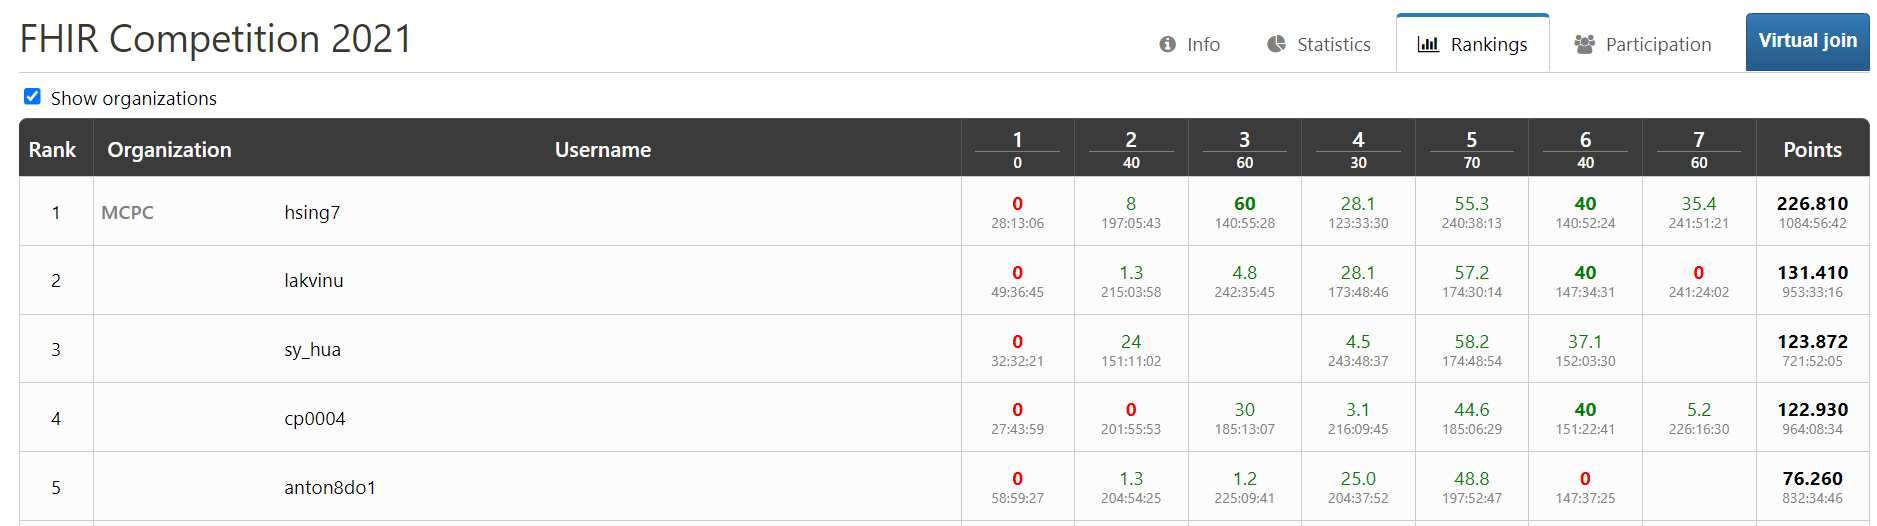 FHIR Competition 2021
Info Statistics Rankings Participation Virtual join
Show organizations
Rank Organization Username 1 2 3 4 5 6 7 Points
0 40 60 30 70 40 60
1 MCPC hsing7 0 8 60 28.1 55.3 40 35.4 226.810
28:13:06 197:05:43 140:55:28 123:33:30 240:38:13 140:52:24 241:51:21 1084:56:42
2 lakvinu 0 1.3 4.8 28.1 57.2 40 0 131.410
49:36:45 215:03:58 242:35:45 173:48:46 174:30:14 147:34:31 241:24:02 953:33:16
3 sy_hua 0 24 4.5 58.2 37.1 123.872
32:32:21 151:11:02 243:48:37 174:48:54 152:03:30 721:52:05
4 cp0004 0 0 30 3.1 44.6 40 5.2 122.930
27:43:59 201:55:53 185:13:07 216:09:45 185:06:29 151:22:41 226:16:30 964:08:34
5 anton8do1 0 1.3 1.2 25.0 48.8 0 76.260
58:59:27 204:54:25 225:09:41 204:37:52 197:52:47 147:37:25 832:34:46